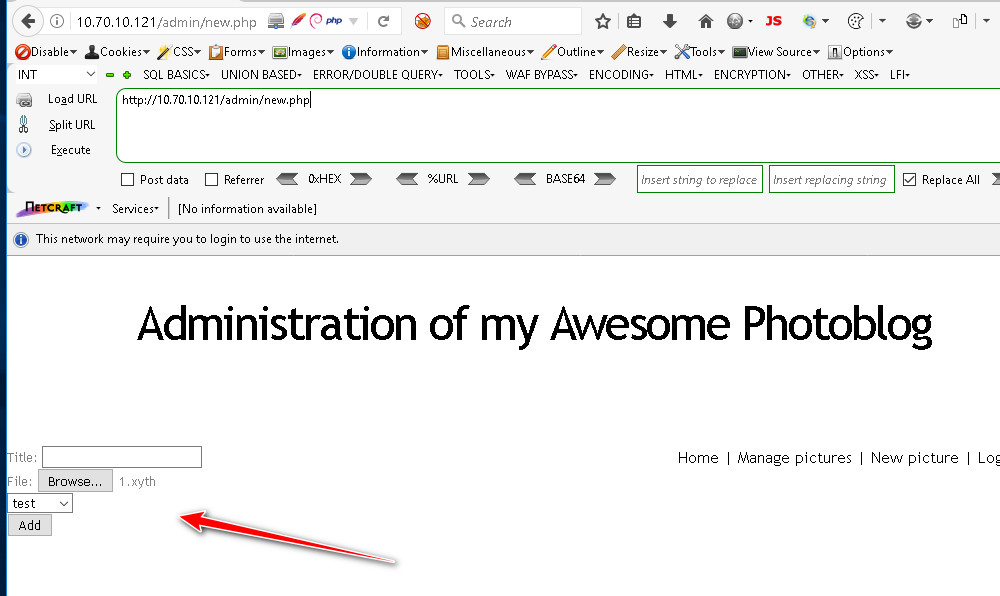 10.70.10.121/admin/new.php php Search JS
Disable Cookies CSS Forms Images Information Miscellaneous Outline Resize Tools View Source Options
INT SQL BASICS UNION BASED ERROR/DOUBLE QUERY TOOLS WAF BYPASS ENCODING HTML ENCRYPTION OTHER XSS LFI
Load URL http://10.70.10.121/admin/new.php
Split URL
Execute
Post data Referrer 0xHEX %URL BASE64 Insert string to replace Insert replacing string Replace All
NETCRAFT Services [No information available]
This network may require you to login to use the internet.
Administration of my Awesome Photoblog
Title: Home | Manage pictures | New picture | Log
File: Browse... 1.xyth
test
Add